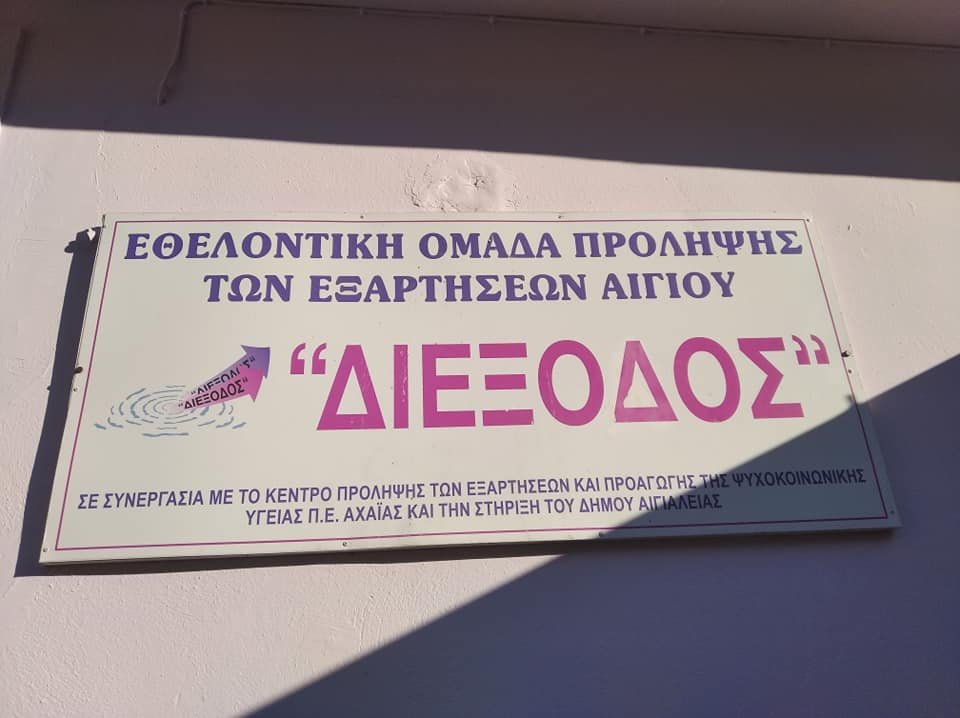 ΕΘΕΛΟΝΤΙΚΗ ΟΜΑΔΑ ΠΡΟΛΗΨΗΣ
ΤΩΝ ΕΞΑΡΤΗΣΕΩΝ ΑΙΓΙΟΥ
"ΔΙΕΞΟΔΟΣ"
"ΔΙΕΞΟΔΟΣ"
“ΔΙΕΞΟΔΟΣ”
ΣΕ ΣΥΝΕΡΓΑΣΙΑ ΜΕ ΤΟ ΚΕΝΤΡΟ ΠΡΟΛΗΨΗΣ ΤΩΝ ΕΞΑΡΤΗΣΕΩΝ ΚΑΙ ΠΡΟΑΓΩΓΗΣ ΤΗΣ ΨΥΧΟΚΟΙΝΩΝΙΚΗΣ
ΥΓΕΙΑΣ Π.Ε. ΑΧΑΪΑΣ ΚΑΙ ΤΗΝ ΣΤΗΡΙΞΗ ΤΟΥ ΔΗΜΟΥ ΑΙΓΙΑΛΕΙΑΣ